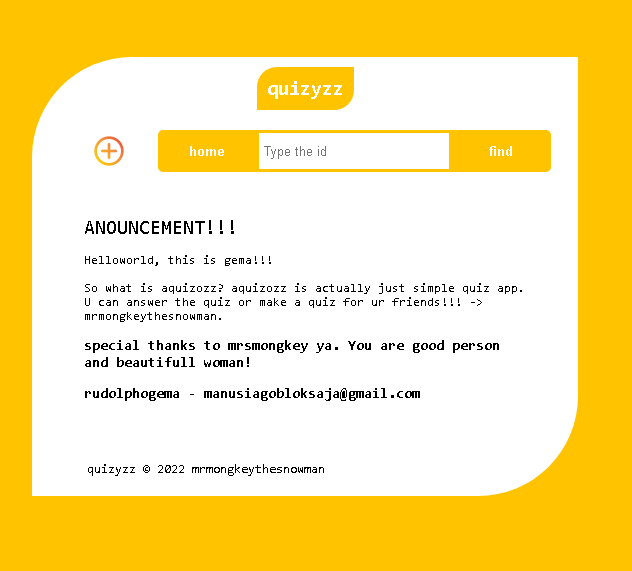 quizyzz
home Type the id find
ANOUNCEMENT!!!
Helloworld, this is gema!!!
So what is aquizozz? aquizozz is actually just simple quiz app.
U can answer the quiz or make a quiz for ur friends!!! ->
mrmongkeythesnowman.
special thanks to mrsmongkey ya. You are good person
and beautifull woman!
rudolphogema - manusiagobloksaja@gmail.com
quizyzz © 2022 mrmongkeythesnowman